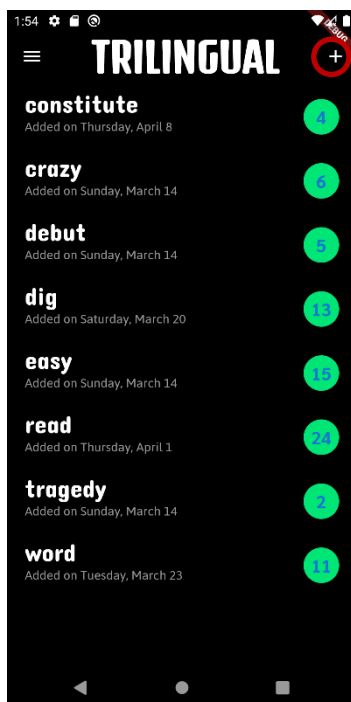 1:54
DEBUG
TRILINGUAL
+
constitute
Added on Thursday, April 8
4
crazy
Added on Sunday, March 14
6
debut
Added on Sunday, March 14
5
dig
Added on Saturday, March 20
13
easy
Added on Sunday, March 14
15
read
Added on Thursday, April 1
24
tragedy
Added on Sunday, March 14
2
word
Added on Tuesday, March 23
11